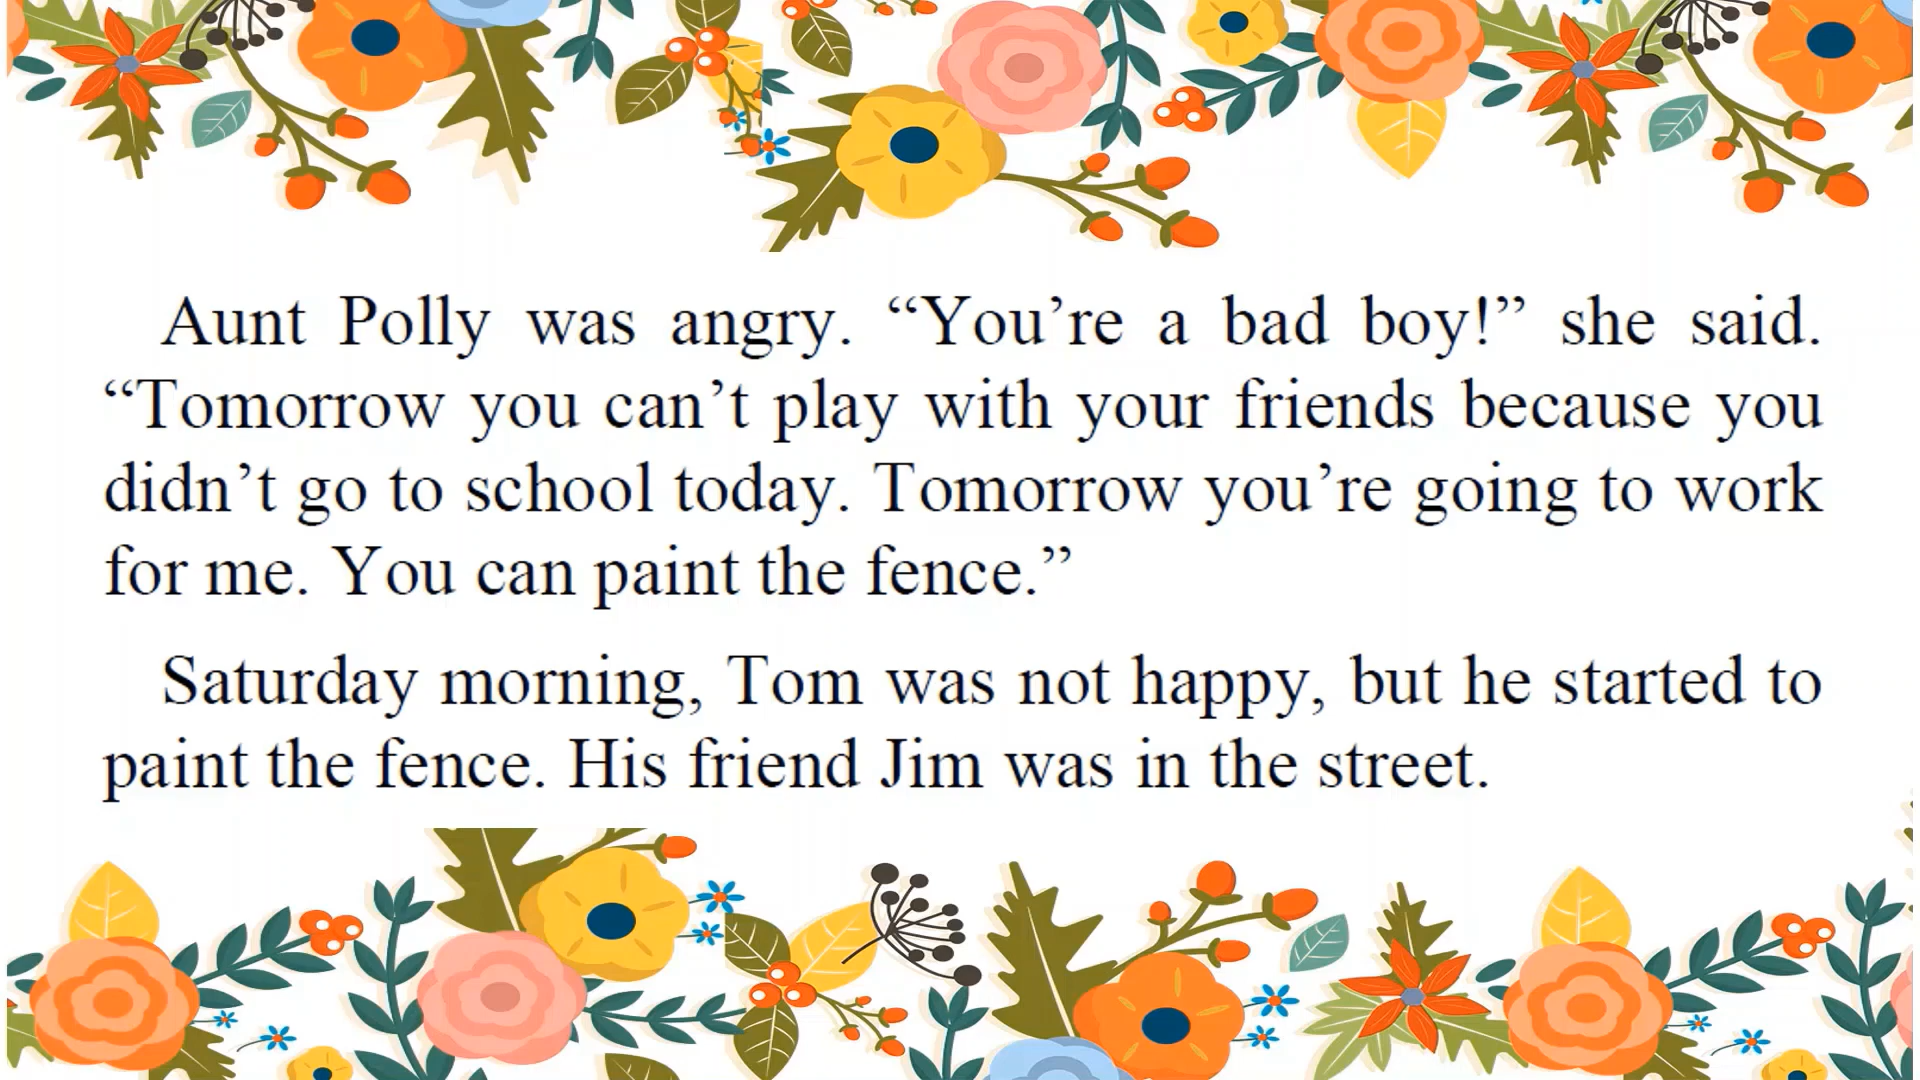 Aunt Polly was angry. “You’re a bad boy!” she said.
“Tomorrow you can’t play with your friends because you
didn’t go to school today. Tomorrow you’re going to work
for me. You can paint the fence.”
Saturday morning, Tom was not happy, but he started to
paint the fence. His friend Jim was in the street.